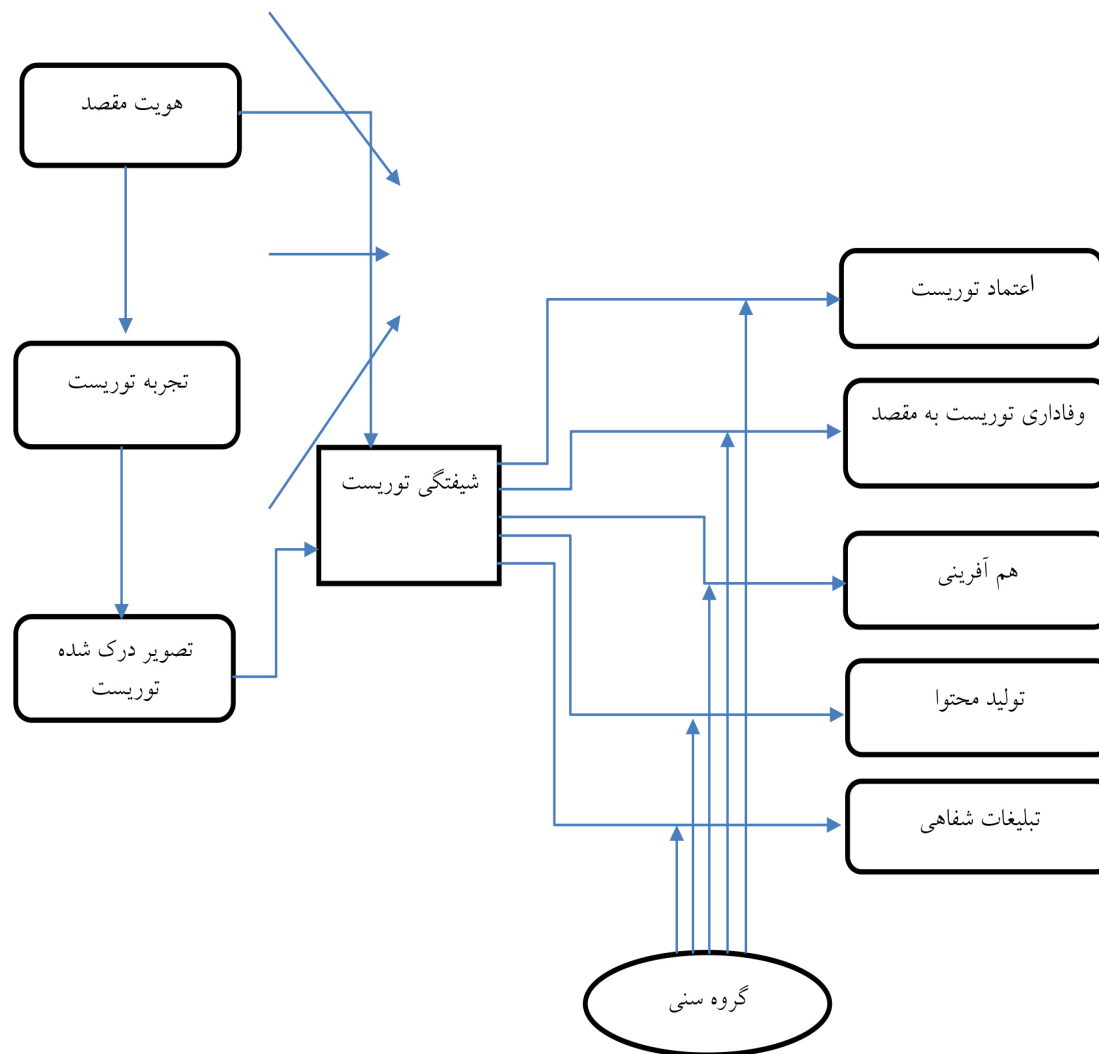 هویت مقصد
تجربه توریست
تصویر درک شده
توریست
شیفتگی توریست
اعتماد توریست
وفاداری توریست به مقصد
هم آفرینی
تولید محتوا
تبلیغات شفاهی
گروه سنی